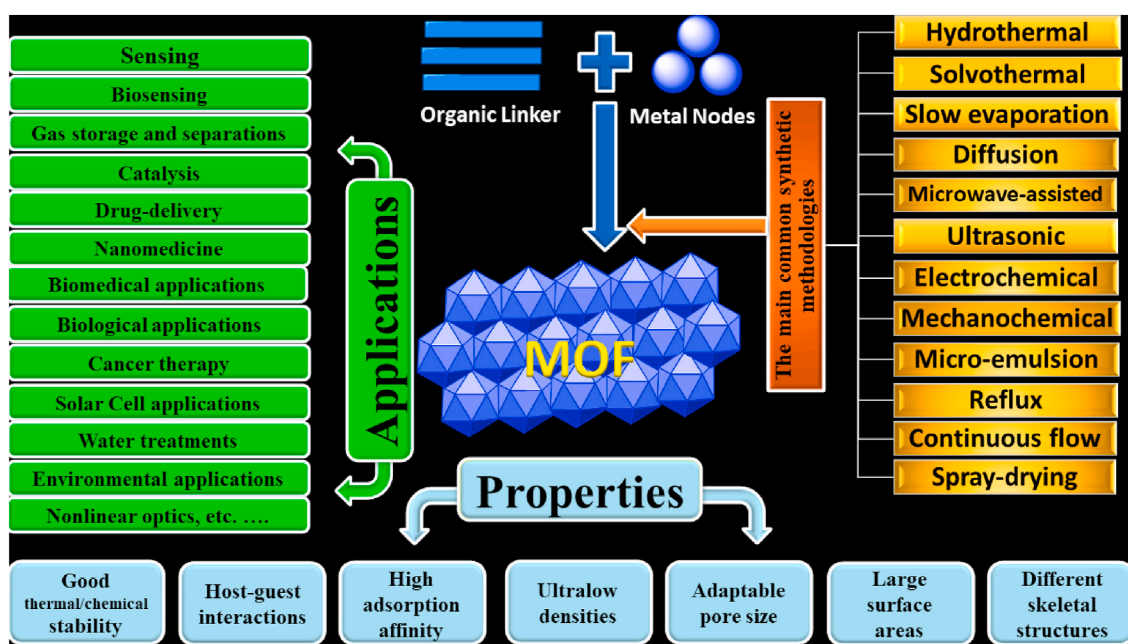 Sensing
Biosensing
Gas storage and separations
Catalysis
Drug-delivery
Nanomedicine
Biomedical applications
Biological applications
Cancer therapy
Solar Cell applications
Water treatments
Environmental applications
Nonlinear optics, etc. ....
Applications
Organic Linker
Metal Nodes
MOF
The main common synthetic
methodologies
Hydrothermal
Solvothermal
Slow evaporation
Diffusion
Microwave-assisted
Ultrasonic
Electrochemical
Mechanochemical
Micro-emulsion
Reflux
Continuous flow
Spray-drying
Properties
Good
thermal/chemical
stability
Host-guest
interactions
High
adsorption
affinity
Ultralow
densities
Adaptable
pore size
Large
surface
areas
Different
skeletal
structures